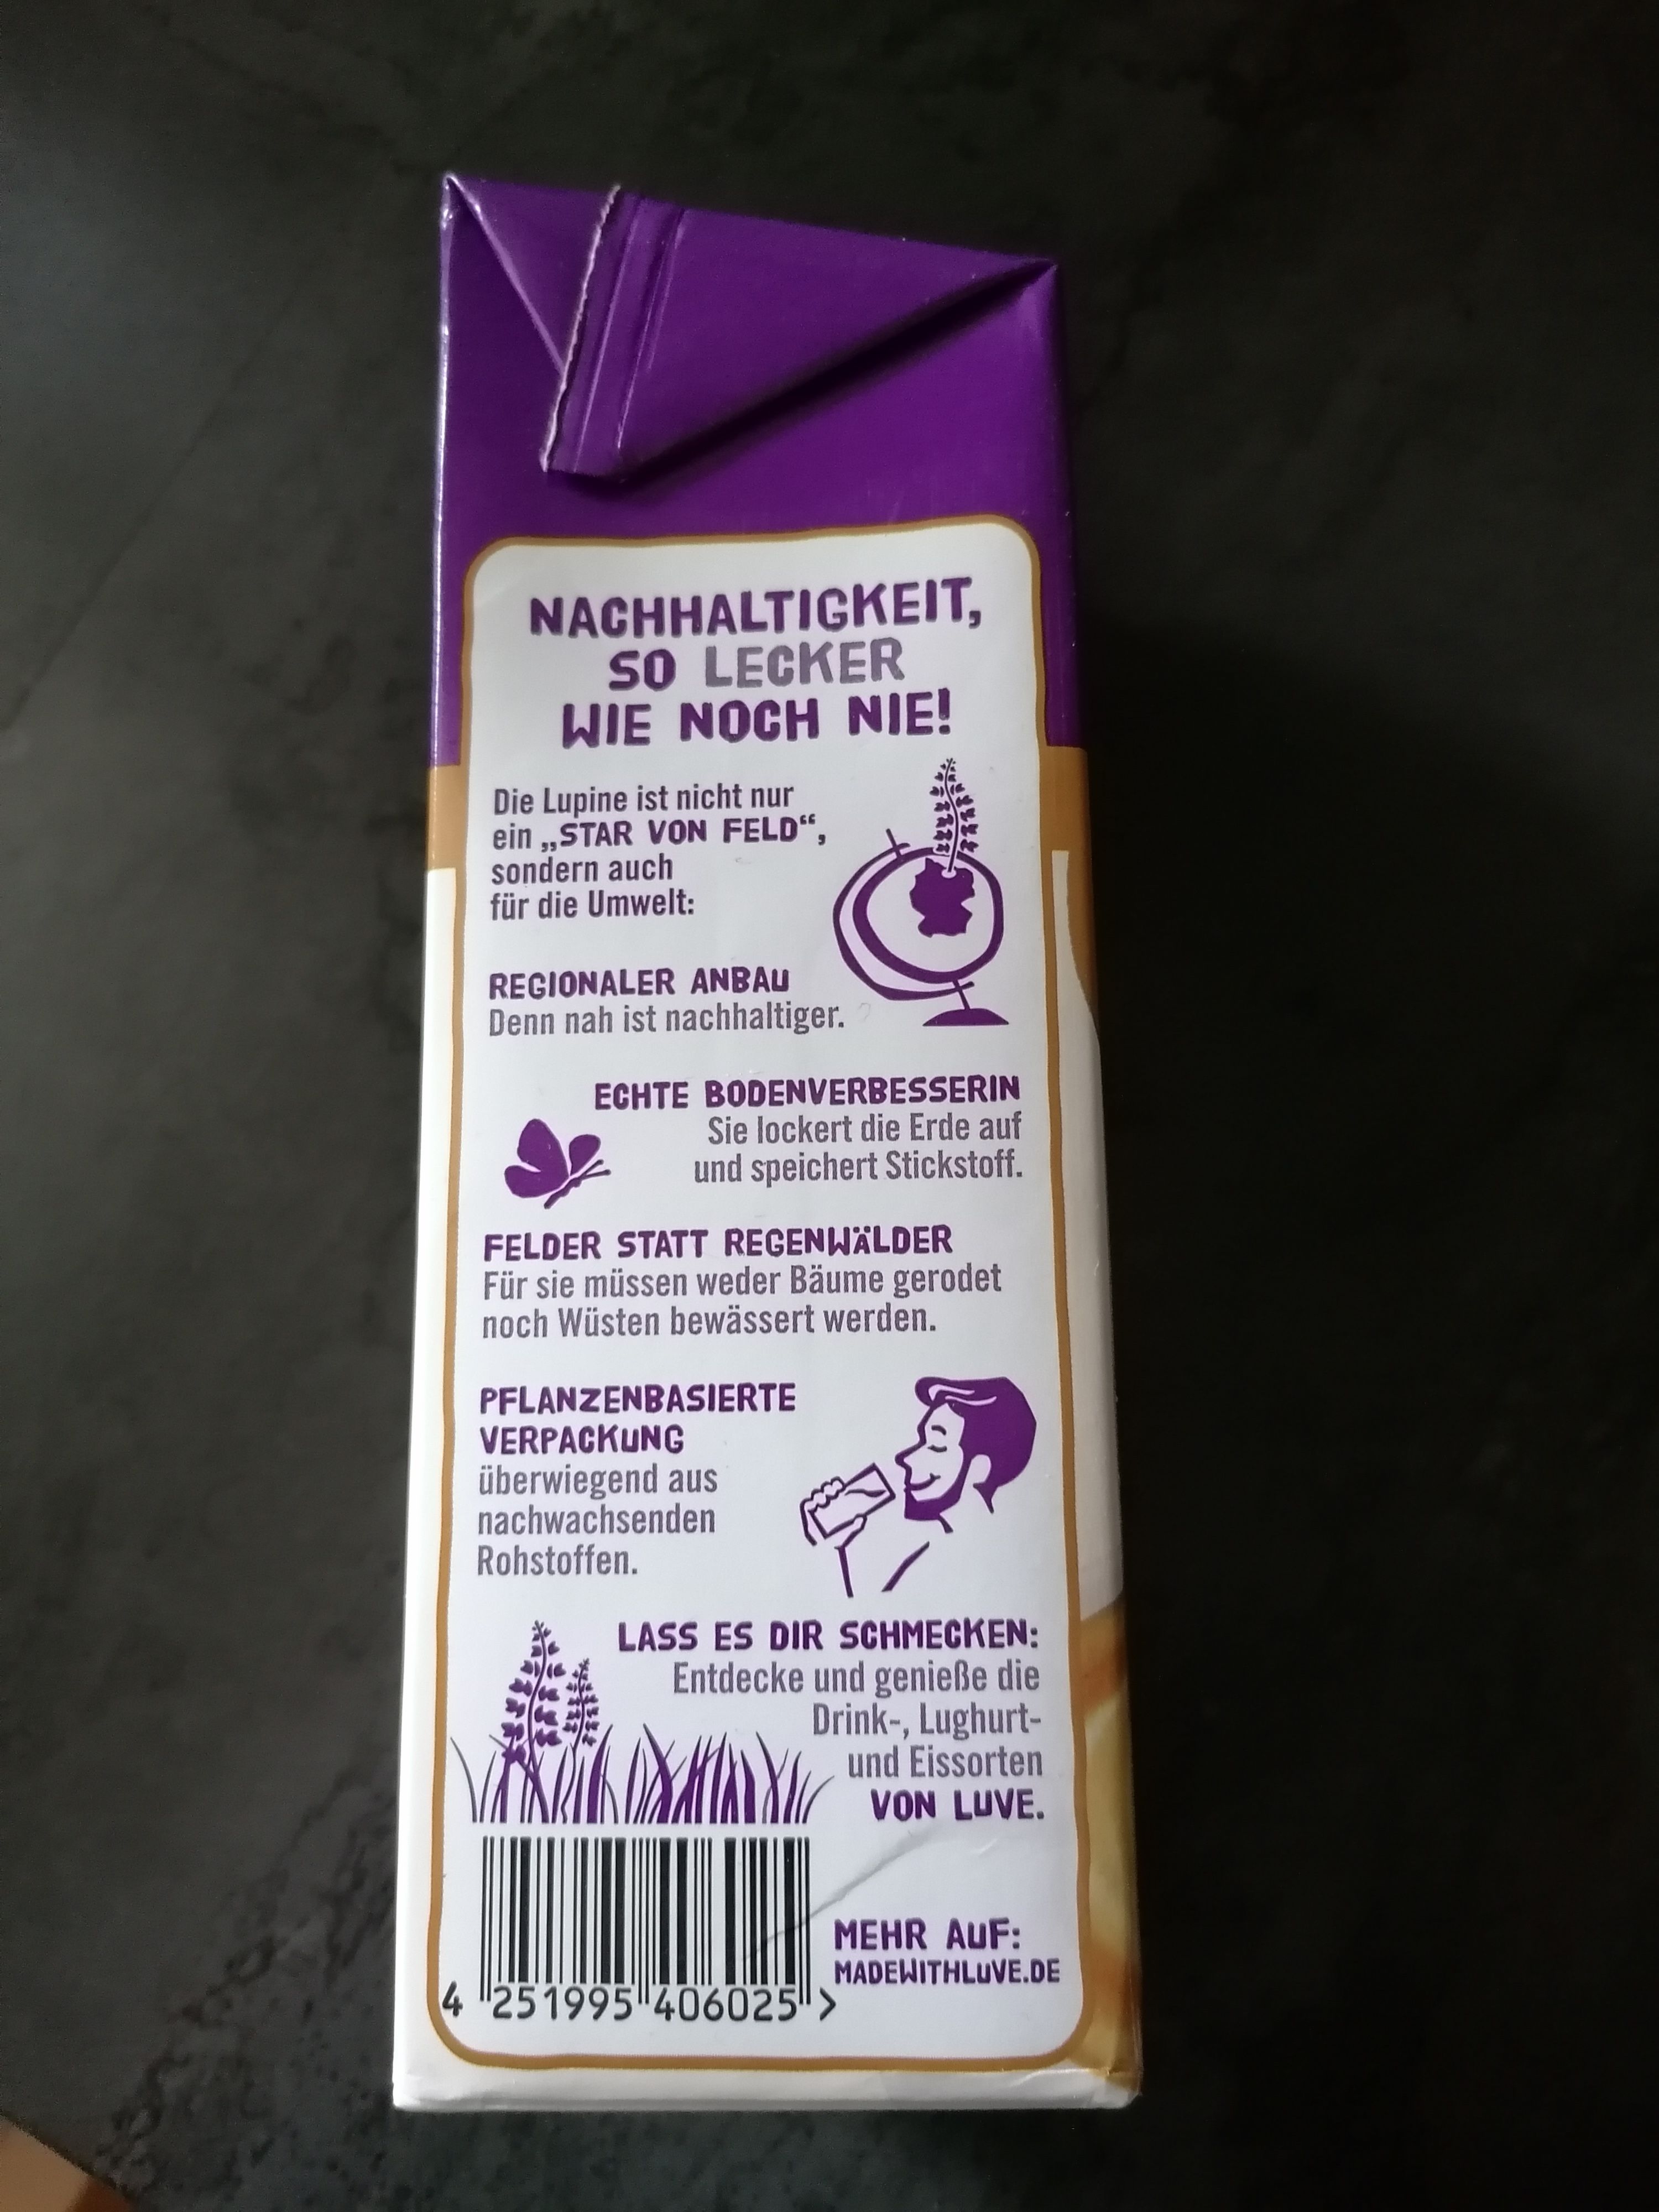 NACHHALTIGKEIT,
SO LECKER
WIE NOCH NIE!
Die Lupine ist nicht nur
ein „STAR VON FELD“,
sondern auch
für die Umwelt:
REGIONALER ANBAU
Denn nah ist nachhaltiger.
ECHTE BODENVERBESSERIN
Sie lockert die Erde auf
und speichert Stickstoff.
FELDER STATT REGENWÄLDER
Für sie müssen weder Bäume gerodet
noch Wüsten bewässert werden.
PFLANZENBASIERTE
VERPACKUNG
überwiegend aus
nachwachsenden
Rohstoffen.
LASS ES DIR SCHMECKEN:
Entdecke und genieße die
Drink-, Lughurt-
und Eissorten
VON LUVE.
MEHR AUF:
MADEWITHLUVE.DE
4 251995 406025 >